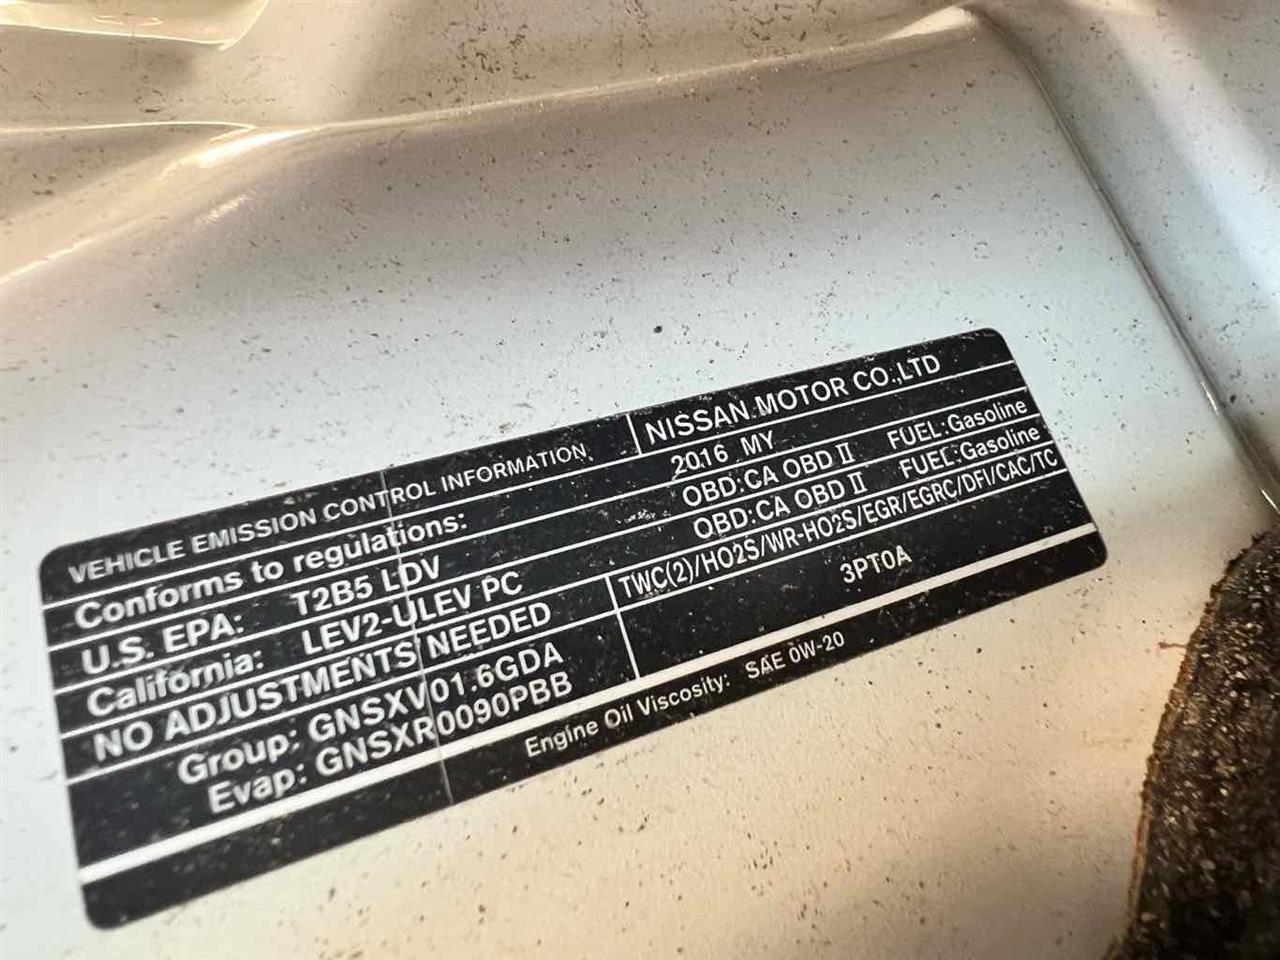 VEHICLE EMISSION CONTROL INFORMATION NISSAN MOTOR CO.,LTD
Conforms to regulations: 2016 MY
U.S. EPA: T2B5 LDV OBD:CA OBD II FUEL:Gasoline
California: LEV2-ULEV PC OBD:CA OBD II FUEL:Gasoline
NO ADJUSTMENTS NEEDED TWC(2)/HO2S/WR-HO2S/EGR/EGRC/DFI/CAC/TC
Group: GNSXV01.6GDA 3PT0A
Evap: GNSXR0090PBB
Engine Oil Viscosity: SAE 0W-20